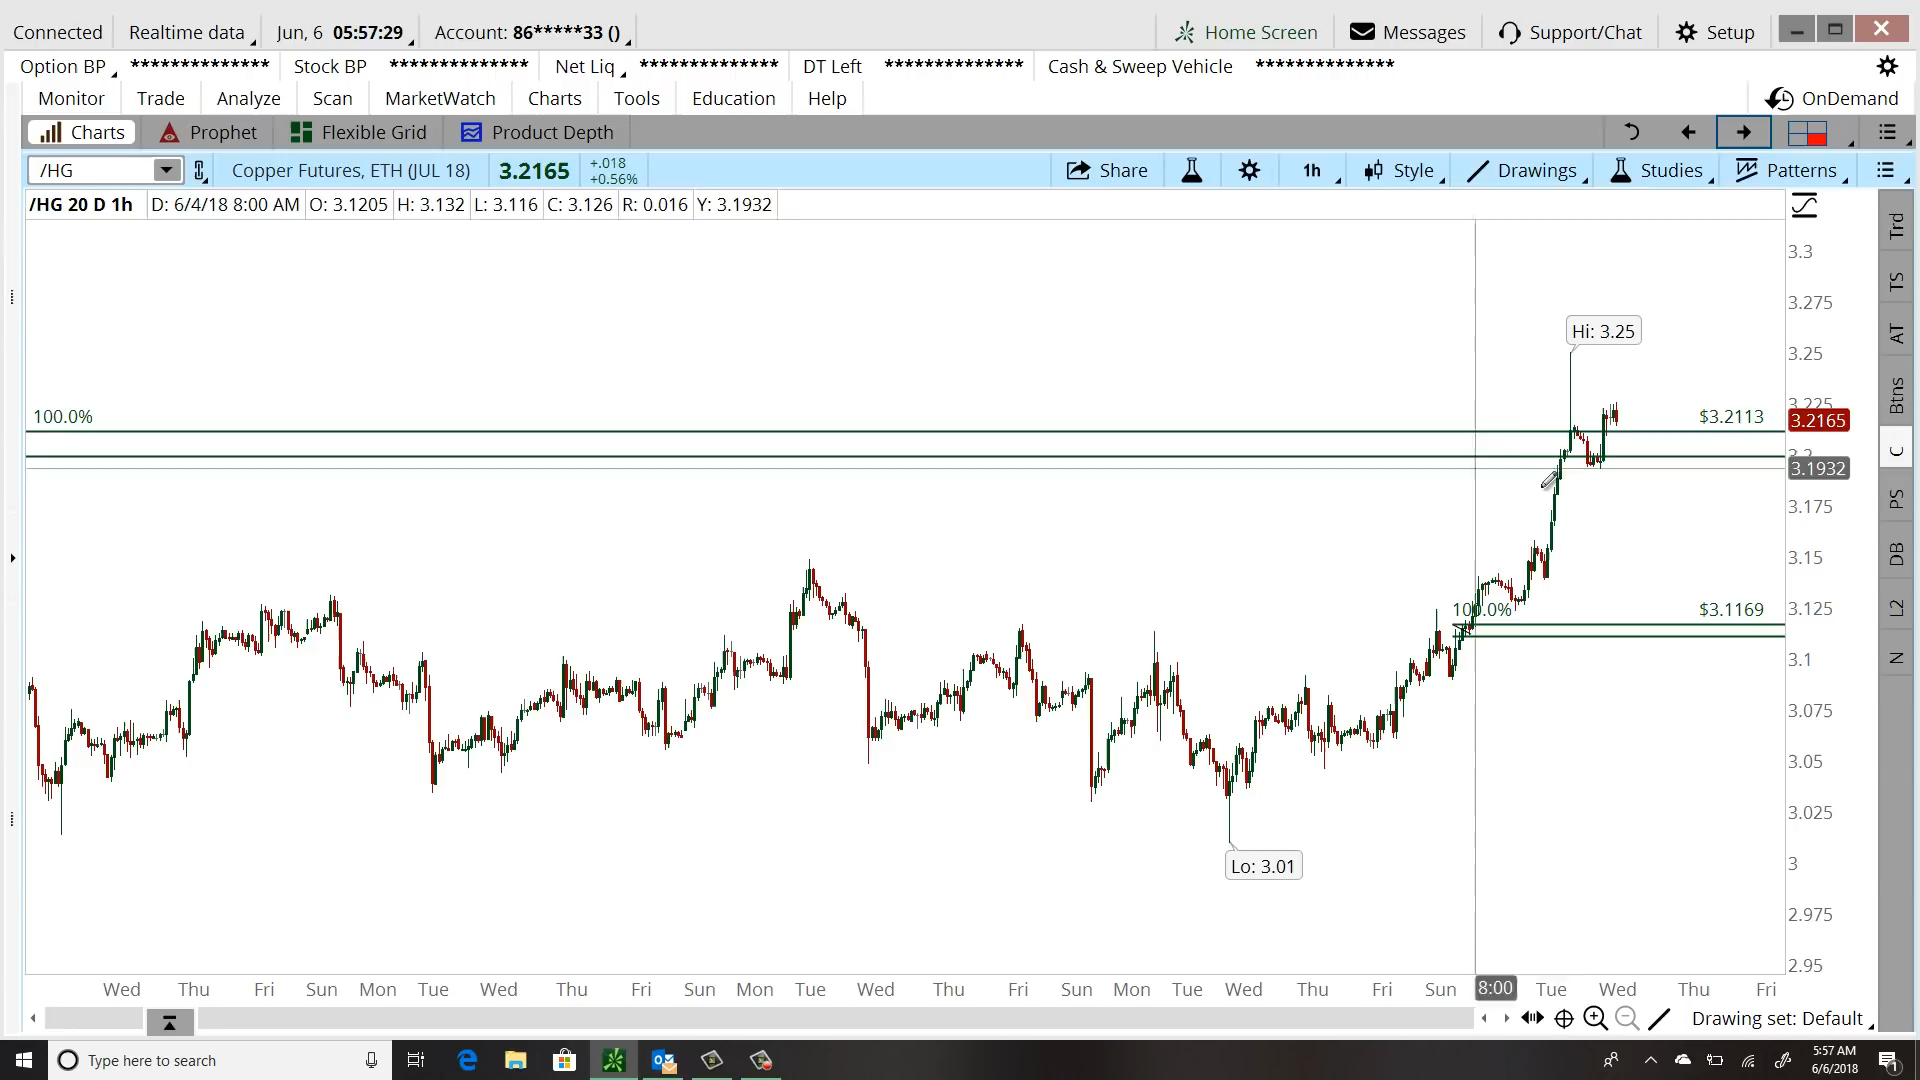 Connected Realtime data Jun, 6 05:57:29 Account: 86*****33 () Home Screen Messages Support/Chat Setup
Option BP ************** Stock BP ************** Net Liq ************** DT Left ************** Cash & Sweep Vehicle **************
Monitor Trade Analyze Scan MarketWatch Charts Tools Education Help OnDemand
Charts Prophet Flexible Grid Product Depth
/HG Copper Futures, ETH (JUL 18) 3.2165 +.018 +0.56% Share 1h Style Drawings Studies Patterns
/HG 20 D 1h D: 6/4/18 8:00 AM O: 3.1205 H: 3.132 L: 3.116 C: 3.126 R: 0.016 Y: 3.1932
Trd
TS
AT
Btns
C
PS
DB
L2
N
3.3
3.275
Hi: 3.25
3.25
3.225
100.0% $3.2113 3.2165
3.2
3.1932
3.175
3.15
100.0% $3.1169 3.125
3.1
3.075
3.05
3.025
Lo: 3.01 3
2.975
2.95
Wed Thu Fri Sun Mon Tue Wed Thu Fri Sun Mon Tue Wed Thu Fri Sun Mon Tue Wed Thu Fri Sun 8:00 Tue Wed Thu Fri
Drawing set: Default
Type here to search 5:57 AM
6/6/2018
1